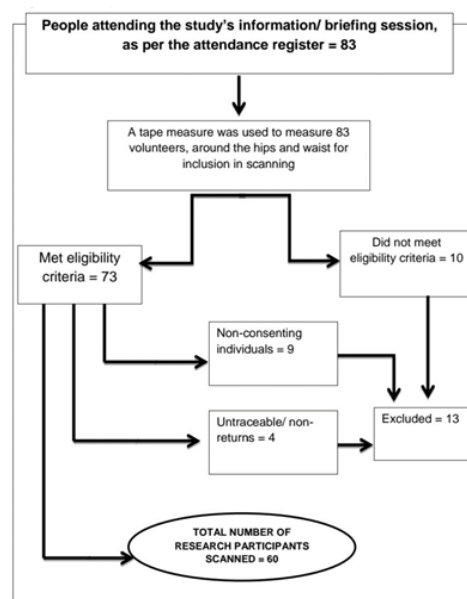 People attending the study's information/ briefing session,
as per the attendance register = 83
A tape measure was used to measure 83
volunteers, around the hips and waist for
inclusion in scanning
Met eligibility
criteria = 73
Did not meet
eligibility criteria = 10
Non-consenting
individuals = 9
Untraceable/ non-
returns = 4
Excluded = 13
TOTAL NUMBER OF
RESEARCH PARTICIPANTS
SCANNED = 60